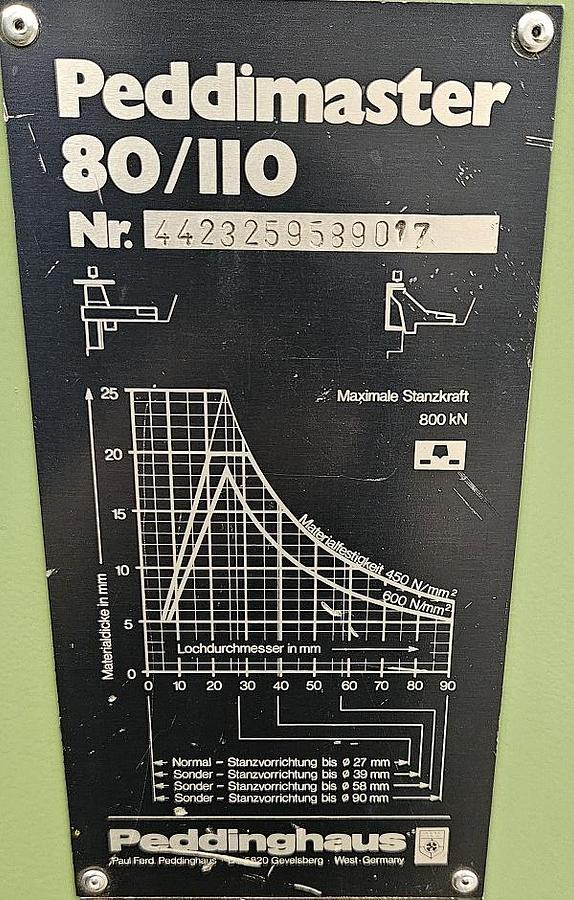 Peddimaster
80/110
Nr. 4423259589017
Maximale Stanzkraft
800 kN
25
20
15
10
5
0
Materialdicke in mm
Materialfestigkeit 450 N/mm²
600 N/mm²
Lochdurchmesser in mm
0 10 20 30 40 50 60 70 80 90
Normal - Stanzvorrichtung bis ø 27 mm
Sonder - Stanzvorrichtung bis ø 39 mm
Sonder - Stanzvorrichtung bis ø 58 mm
Sonder - Stanzvorrichtung bis ø 90 mm
Peddinghaus
Paul Ferd. Peddinghaus · D-5820 Gevelsberg · West-Germany